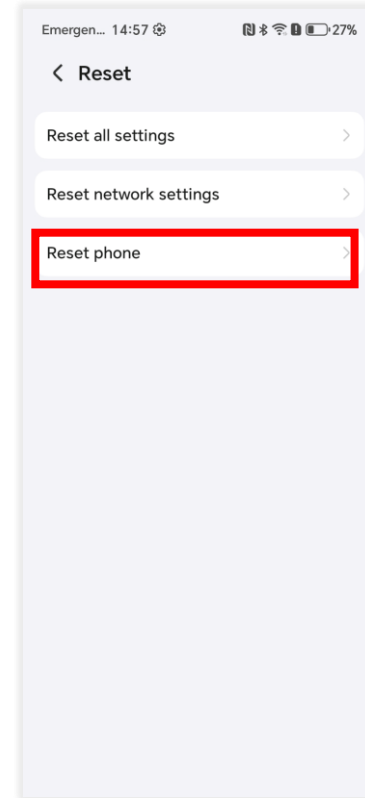 Emergen... 14:57 27%
Reset
Reset all settings
Reset network settings
Reset phone